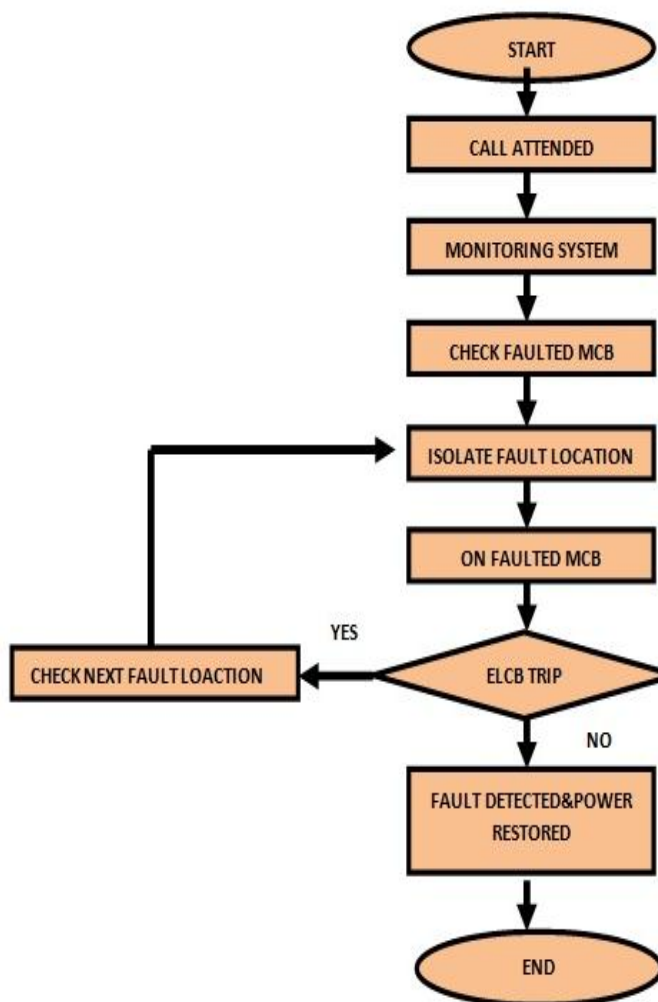 START
CALL ATTENDED
MONITORING SYSTEM
CHECK FAULTED MCB
ISOLATE FAULT LOCATION
ON FAULTED MCB
YES
CHECK NEXT FAULT LOACTION
ELCB TRIP
NO
FAULT DETECTED&POWER
RESTORED
END